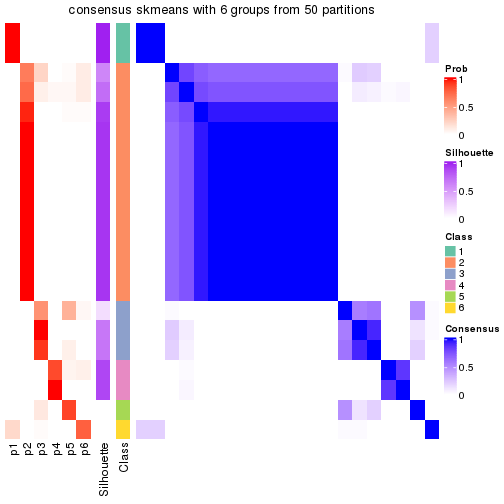 consensus skmeans with 6 groups from 50 partitions
Prob
1
0.5
0
Silhouette
1
0.5
0
Class
1
2
3
4
5
6
Consensus
1
0.5
0
p1
p2
p3
p4
p5
p6
Silhouette
Class